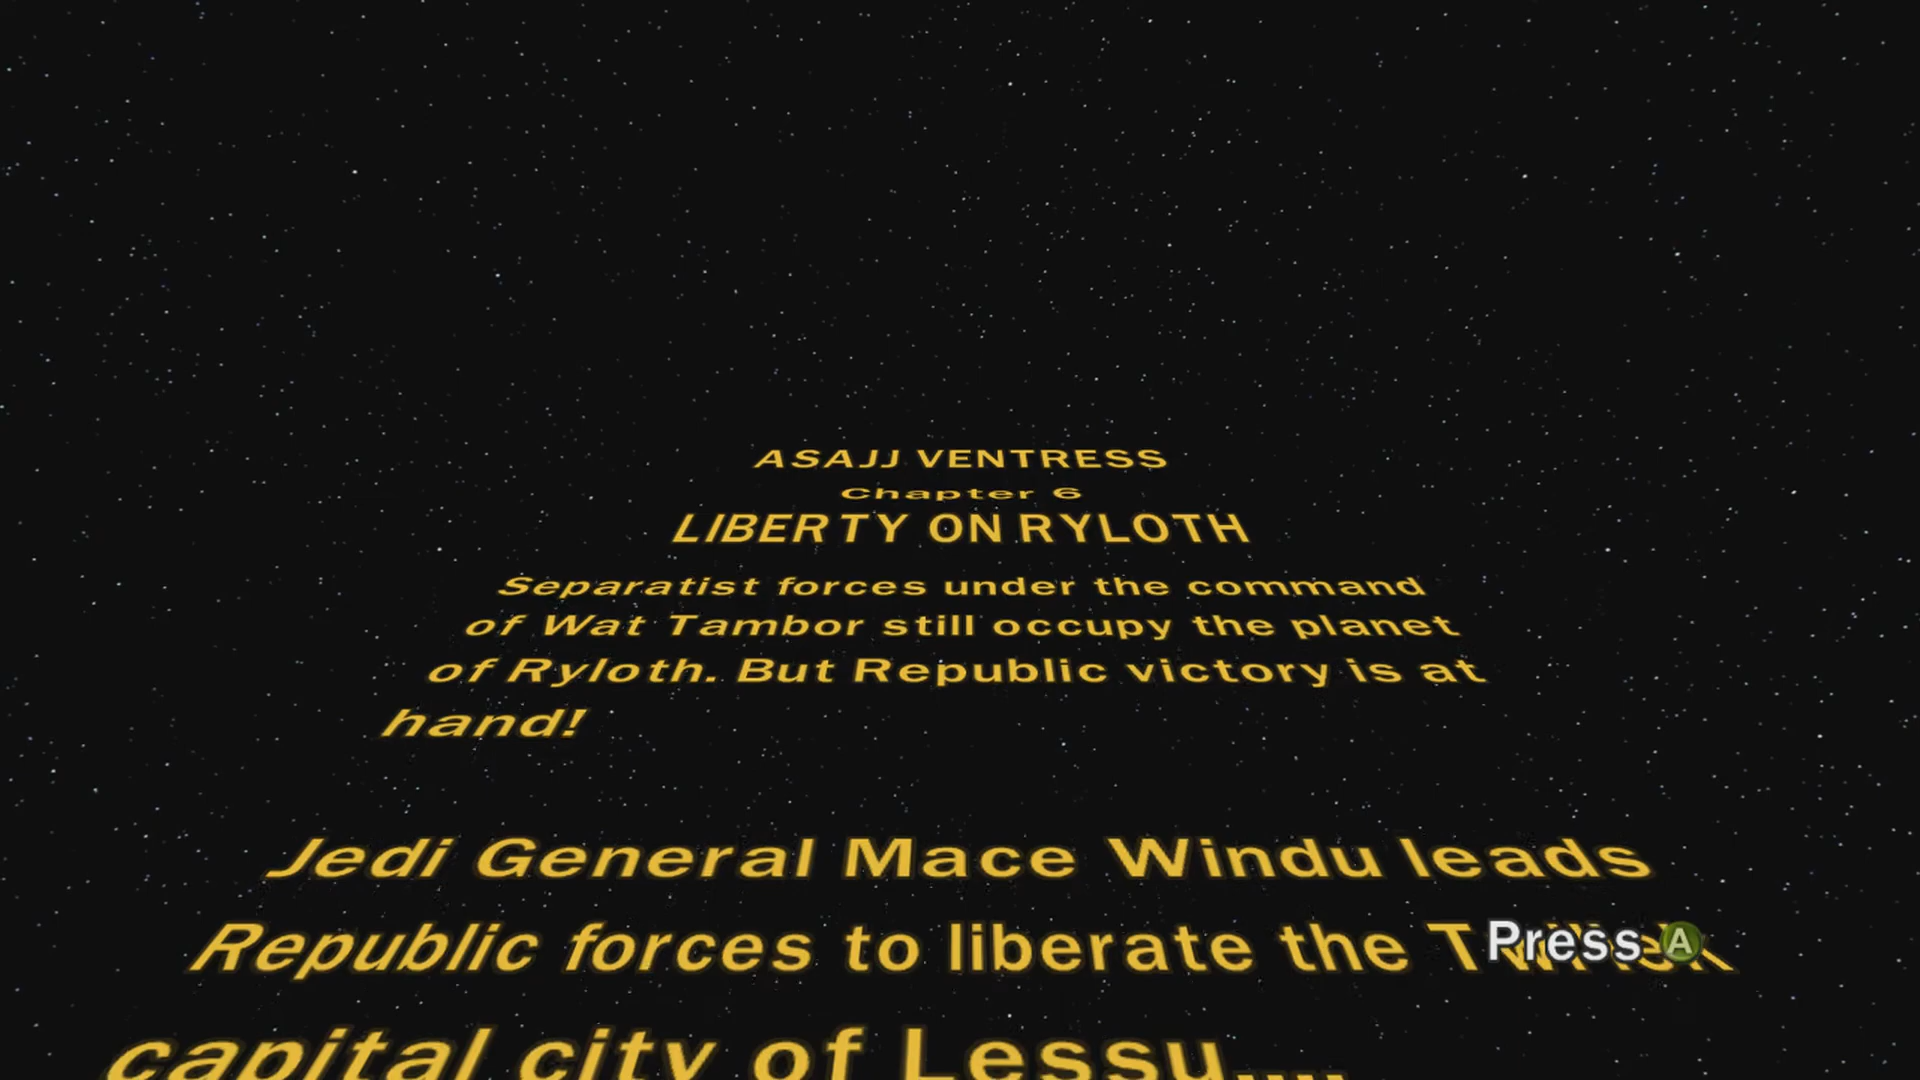 ASAJJ VENTRESS
Chapter 6
LIBERTY ON RYLOTH
Separatist forces under the command
of Wat Tambor still occupy the planet
of Ryloth. But Republic victory is at
hand!
Jedi General Mace Windu leads
Republic forces to liberate the
Press A
capital city of Lessu....